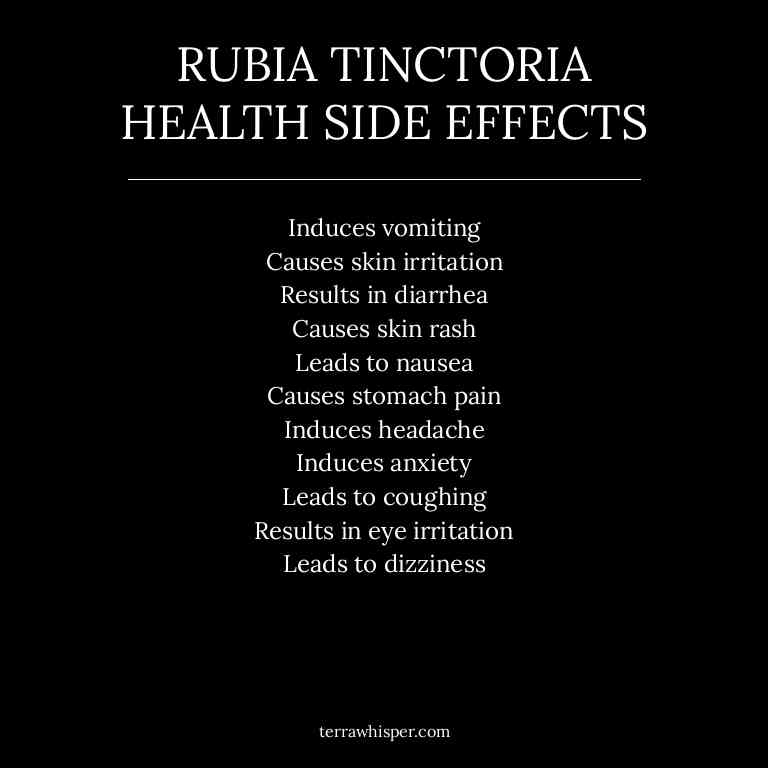 RUBIA TINCTORIA
HEALTH SIDE EFFECTS
Induces vomiting
Causes skin irritation
Results in diarrhea
Causes skin rash
Leads to nausea
Causes stomach pain
Induces headache
Induces anxiety
Leads to coughing
Results in eye irritation
Leads to dizziness
terrawhisper.com